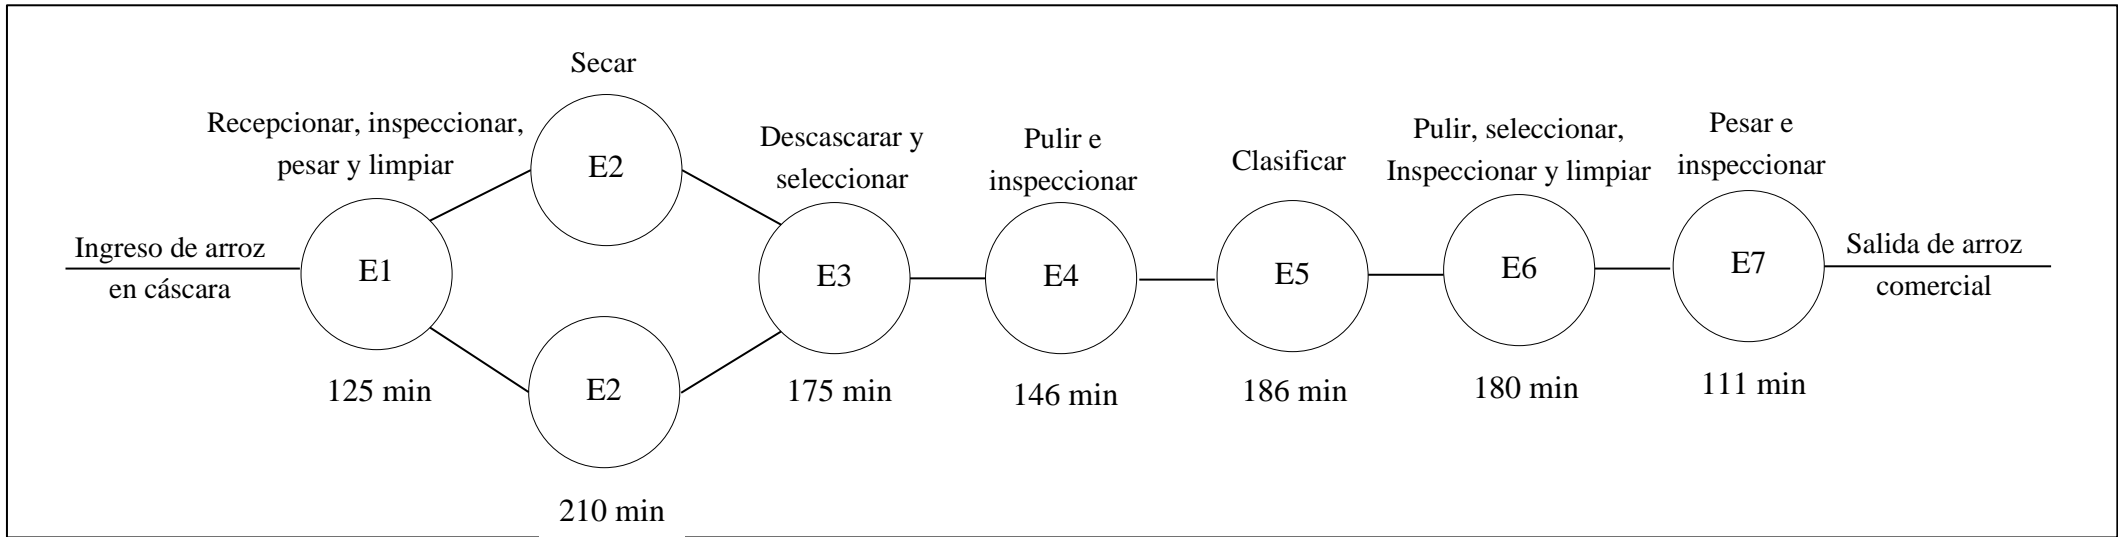 Secar
Recepcionar, inspeccionar,
pesar y limpiar
Descascarar y
seleccionar
Pulir e
inspeccionar
Clasificar
Pulir, seleccionar,
Inspeccionar y limpiar
Pesar e
inspeccionar
Ingreso de arroz
en cáscara
E1
E2
E2
E3
E4
E5
E6
E7
Salida de arroz
comercial
125 min
210 min
175 min
146 min
186 min
180 min
111 min